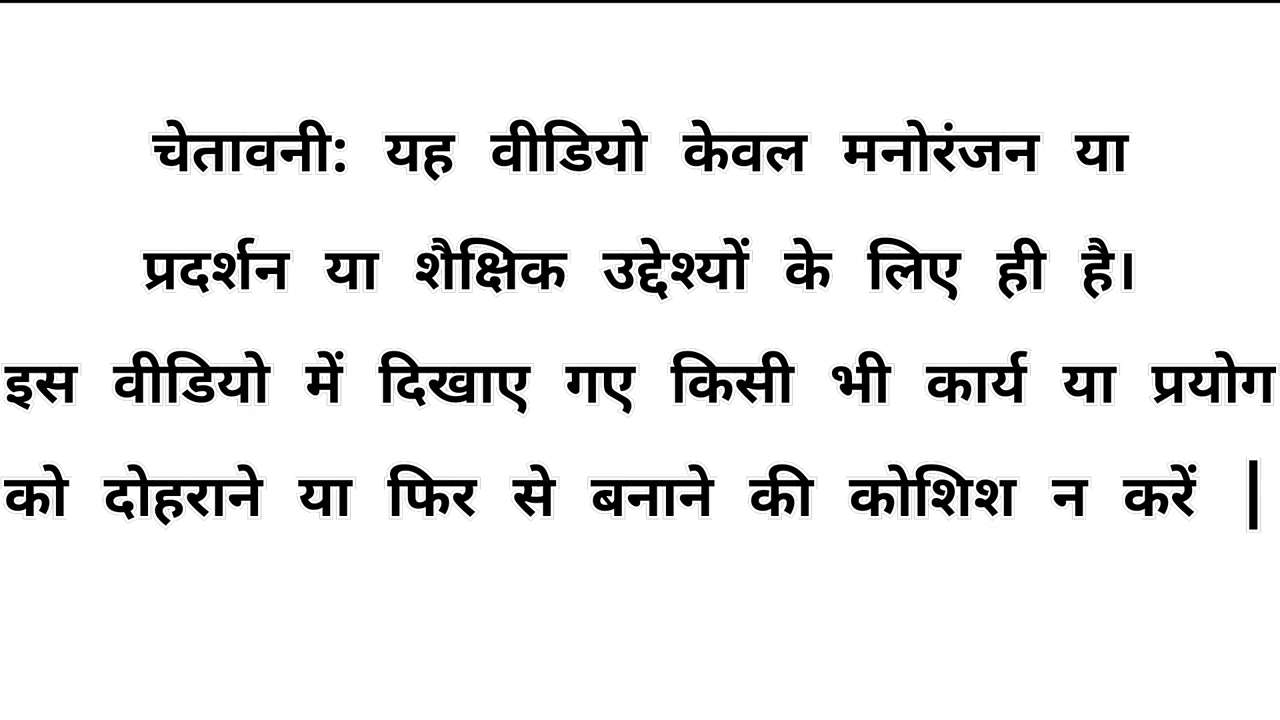 चेतावनी: यह वीडियो केवल मनोरंजन या
प्रदर्शन या शैक्षिक उद्देश्यों के लिए ही है।
इस वीडियो में दिखाए गए किसी भी कार्य या प्रयोग
को दोहराने या फिर से बनाने की कोशिश न करें |